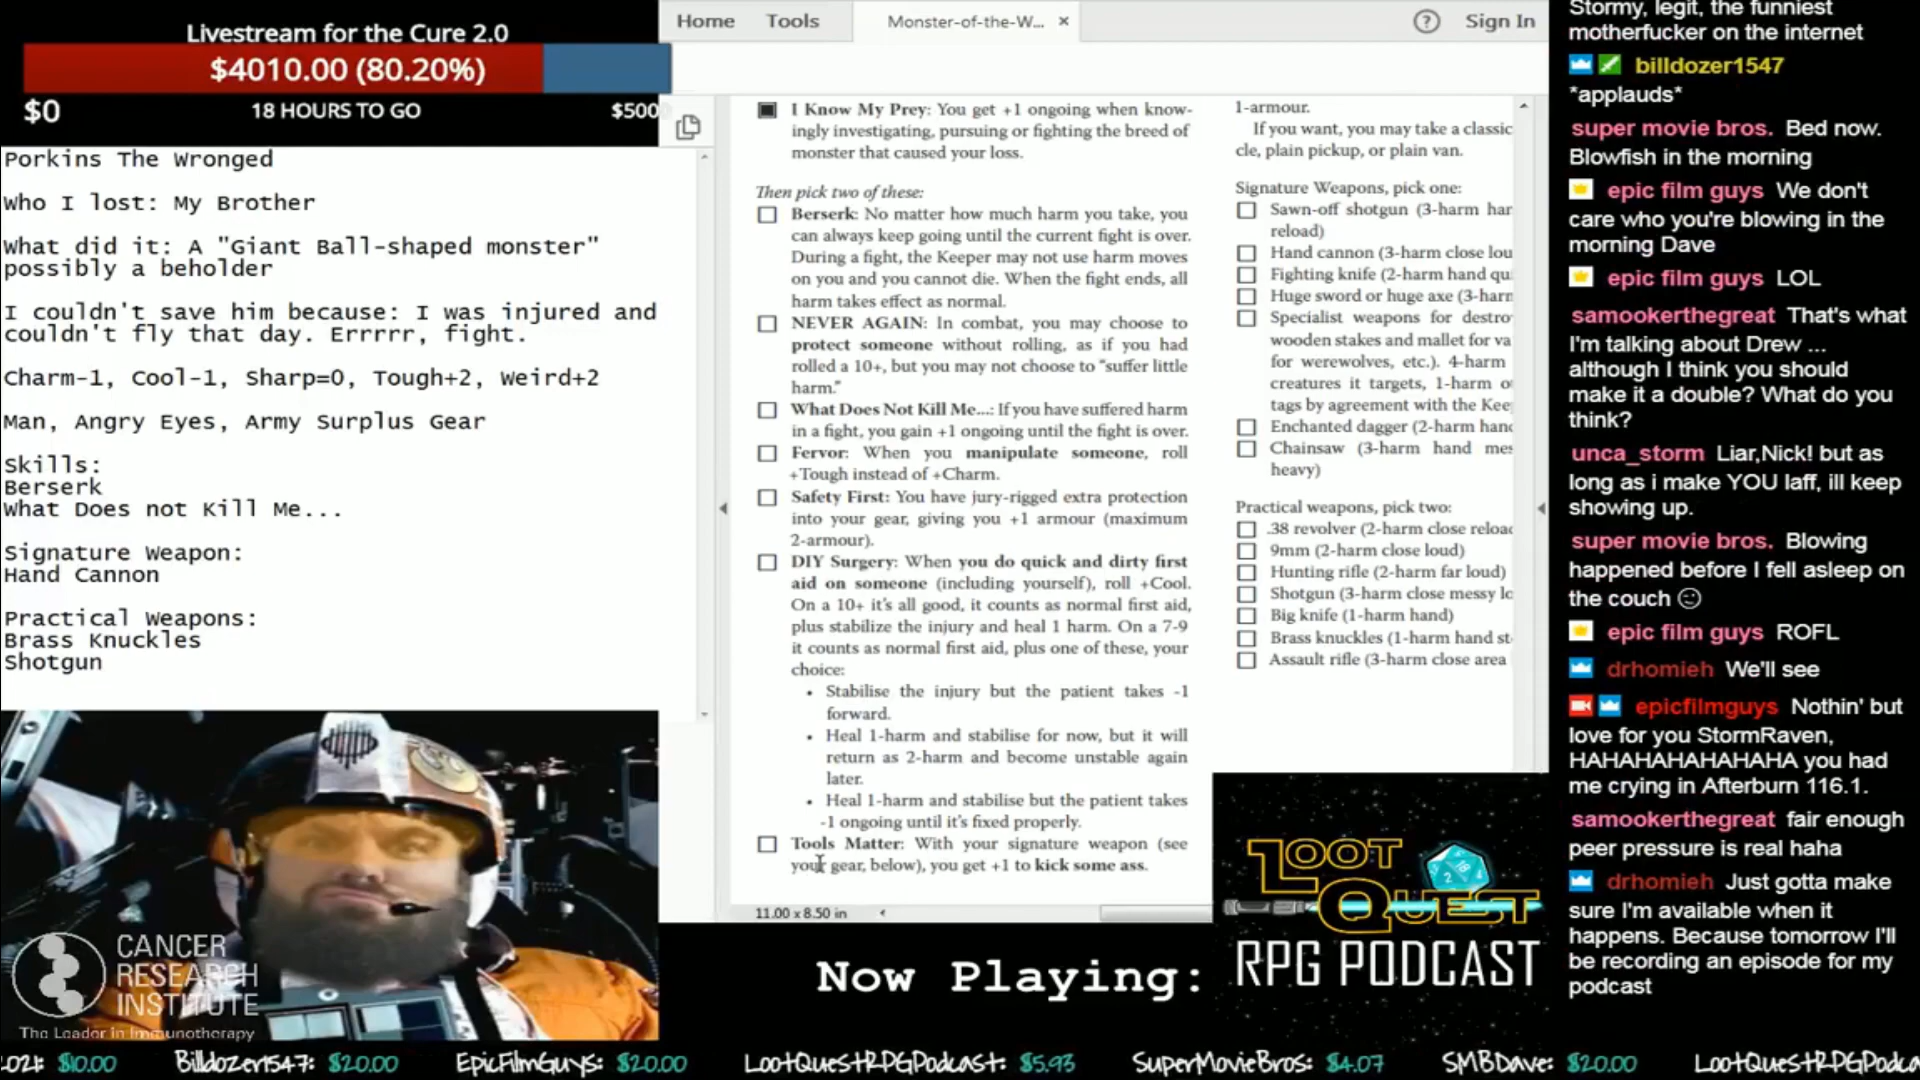 Livestream for the Cure 2.0
$4010.00 (80.20%)
$0
18 HOURS TO GO
$5000
Porkins The Wronged
Who I lost: My Brother
What did it: A "Giant Ball-shaped monster"
possibly a beholder
I couldn't save him because: I was injured and
couldn't fly that day. Errrrr, fight.
Charm-1, Cool-1, Sharp=0, Tough+2, Weird+2
Man, Angry Eyes, Army Surplus Gear
Skills:
Berserk
What Does not Kill Me...
Signature Weapon:
Hand Cannon
Practical Weapons:
Brass Knuckles
Shotgun
CANCER
RESEARCH
INSTITUTE
The Leader in Immunotherapy
Home Tools Monster-of-the-W... × ? Sign In
I Know My Prey: You get +1 ongoing when know-
ingly investigating, pursuing or fighting the breed of
monster that caused your loss.
Then pick two of these:
Berserk: No matter how much harm you take, you
can always keep going until the current fight is over.
During a fight, the Keeper may not use harm moves
on you and you cannot die. When the fight ends, all
harm takes effect as normal.
NEVER AGAIN: In combat, you may choose to
protect someone without rolling, as if you had
rolled a 10+, but you may not choose to "suffer little
harm."
What Does Not Kill Me...: If you have suffered harm
in a fight, you gain +1 ongoing until the fight is over.
Fervor: When you manipulate someone, roll
+Tough instead of +Charm.
Safety First: You have jury-rigged extra protection
into your gear, giving you +1 armour (maximum
2-armour).
DIY Surgery: When you do quick and dirty first
aid on someone (including yourself), roll +Cool.
On a 10+ it's all good, it counts as normal first aid,
plus stabilize the injury and heal 1 harm. On a 7-9
it counts as normal first aid, plus one of these, your
choice:
• Stabilise the injury but the patient takes -1
forward.
• Heal 1-harm and stabilise for now, but it will
return as 2-harm and become unstable again
later.
• Heal 1-harm and stabilise but the patient takes
-1 ongoing until it's fixed properly.
Tools Matter: With your signature weapon (see
your gear, below), you get +1 to kick some ass.
11.00 x 8.50 in
1-armour.
If you want, you may take a classic
cle, plain pickup, or plain van.
Signature Weapons, pick one:
Sawn-off shotgun (3-harm har
reload)
Hand cannon (3-harm close lou
Fighting knife (2-harm hand qu
Huge sword or huge axe (3-harm
Specialist weapons for destro
wooden stakes and mallet for va
for werewolves, etc.). 4-harm
creatures it targets, 1-harm o
tags by agreement with the Kee
Enchanted dagger (2-harm hand
Chainsaw (3-harm hand mes
heavy)
Practical weapons, pick two:
.38 revolver (2-harm close reload
9mm (2-harm close loud)
Hunting rifle (2-harm far loud)
Shotgun (3-harm close messy lo
Big knife (1-harm hand)
Brass knuckles (1-harm hand st
Assault rifle (3-harm close area
Now Playing:
LOOT
QUEST
RPG PODCAST
Stormy, legit, the funniest
motherfucker on the internet
billdozer1547
*applauds*
super movie bros. Bed now.
Blowfish in the morning
epic film guys We don't
care who you're blowing in the
morning Dave
epic film guys LOL
samookerthegreat That's what
I'm talking about Drew ...
although I think you should
make it a double? What do you
think?
unca_storm Liar,Nick! but as
long as i make YOU laff, ill keep
showing up.
super movie bros. Blowing
happened before I fell asleep on
the couch
epic film guys ROFL
drhomieh We'll see
epicfilmguys Nothin' but
love for you StormRaven,
HAHAHAHAHAHAHA you had
me crying in Afterburn 116.1.
samookerthegreat fair enough
peer pressure is real haha
drhomieh Just gotta make
sure I'm available when it
happens. Because tomorrow I'll
be recording an episode for my
podcast
021: $10.00 Billdozer1547: $20.00 EpicFilmGuys: $20.00 LootQuestRPGPodcast: $5.93 SuperMovieBros: $4.07 SMBDave: $20.00 LootQuestRPGPodca